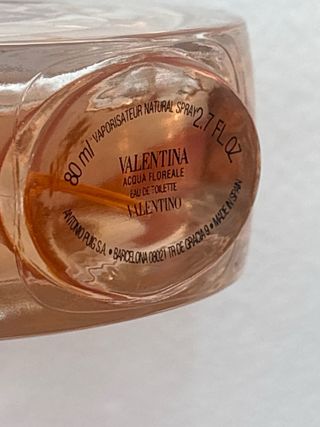 80 ml VAPORISATEUR NATURAL SPRAY 2.7 FL OZ
VALENTINA
ACQUA FLOREALE
EAU DE TOILETTE
VALENTINO
ANTONIO PUIG S.A. • BARCELONA 08021 TR DE GRACIA 9 • MADE IN SPAIN